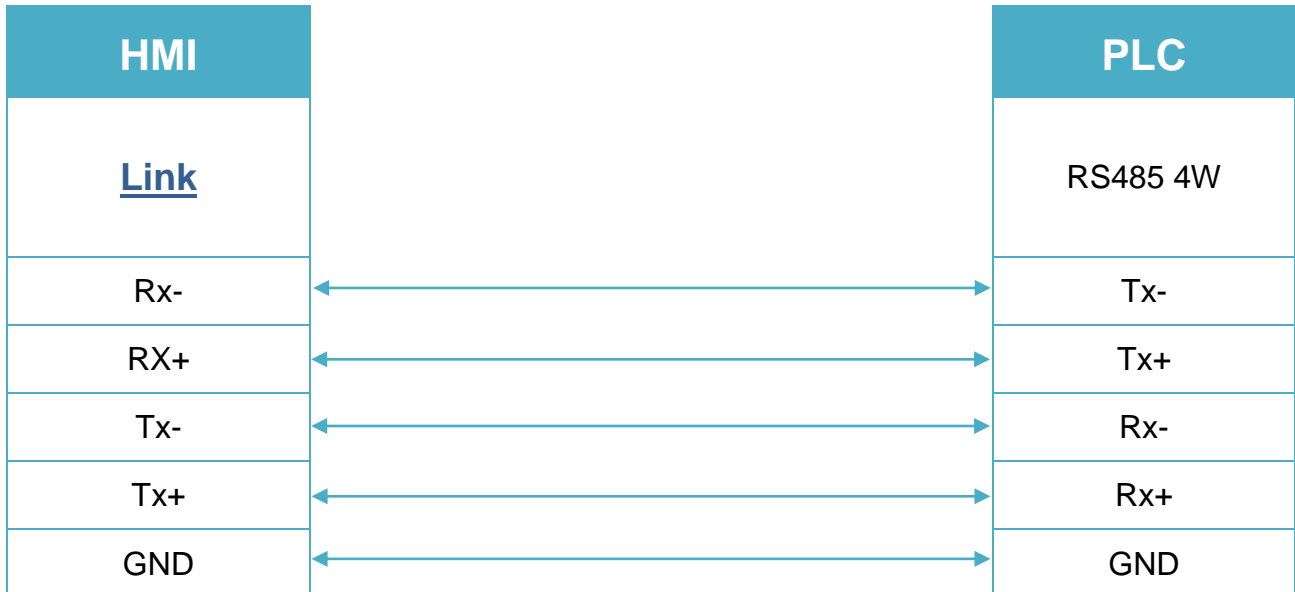 HMI PLC
Link RS485 4W
Rx- Tx-
RX+ Tx+
Tx- Rx-
Tx+ Rx+
GND GND